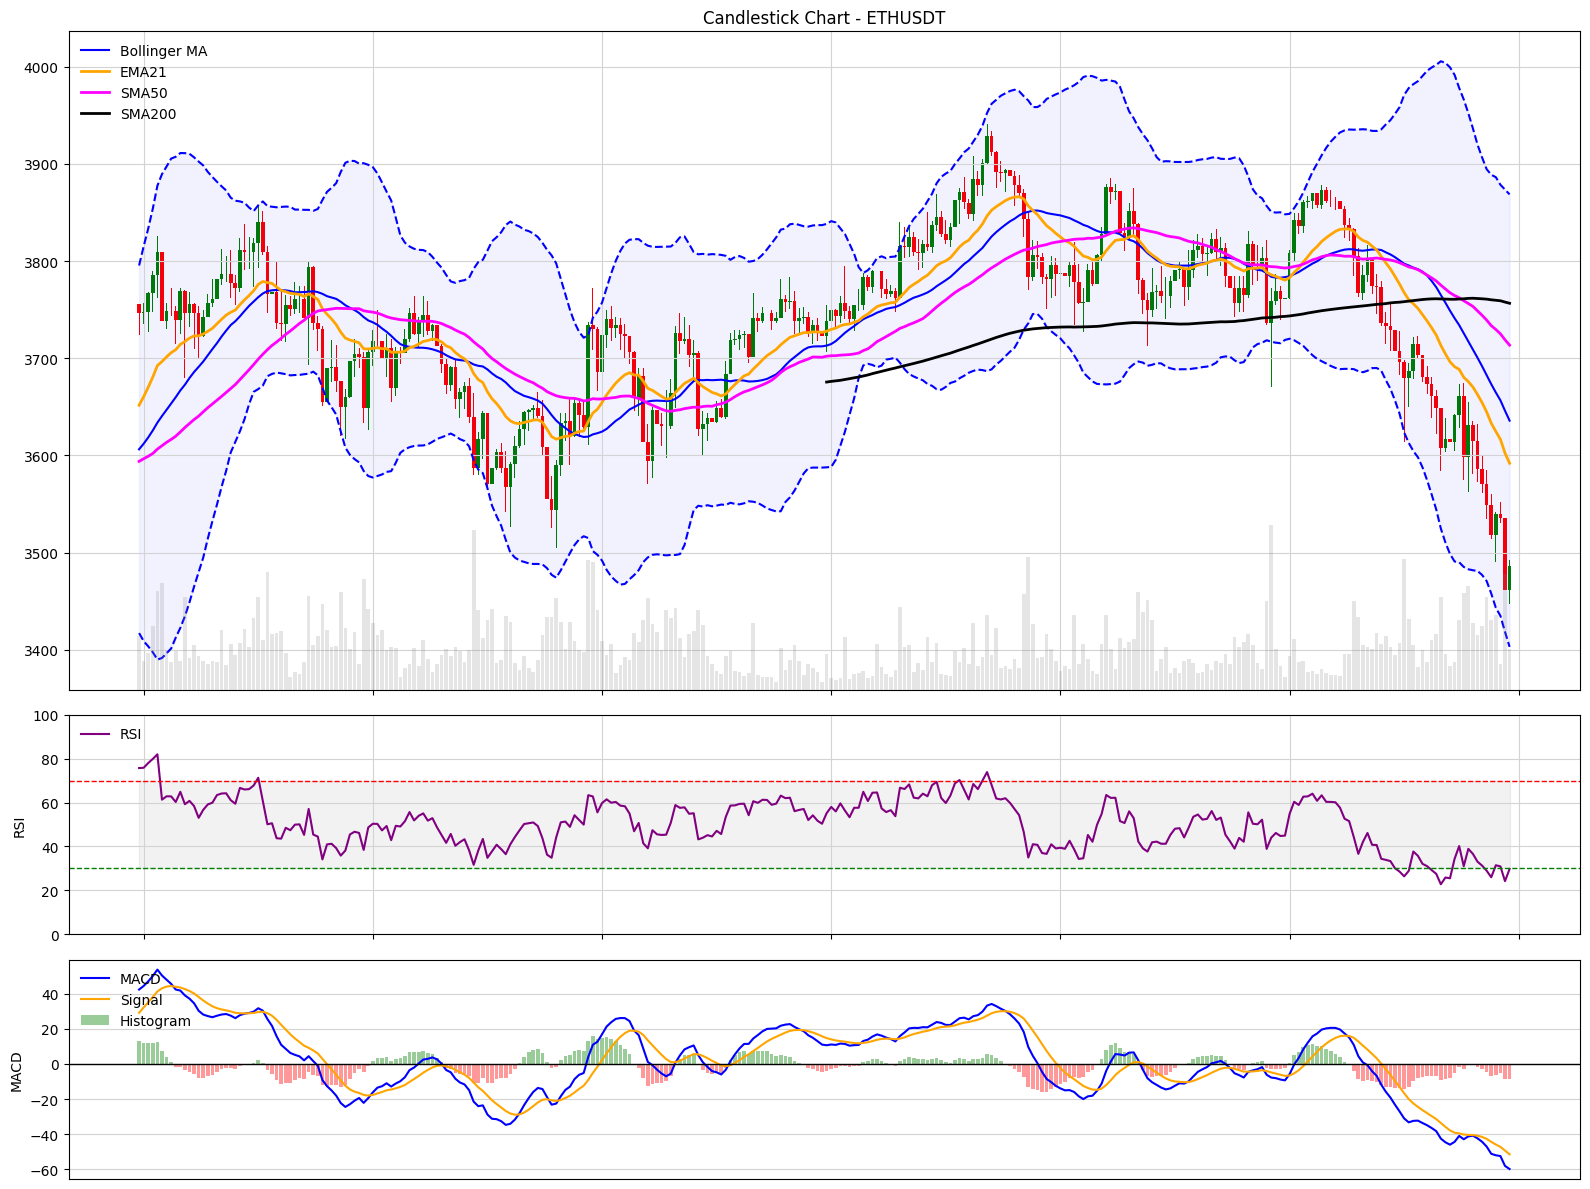 Candlestick Chart - ETHUSDT
Bollinger MA
EMA21
SMA50
SMA200
4000
3900
3800
3700
3600
3500
3400
RSI
100
80
60
40
20
0
RSI
MACD
Signal
Histogram
40
20
0
−20
−40
−60
MACD